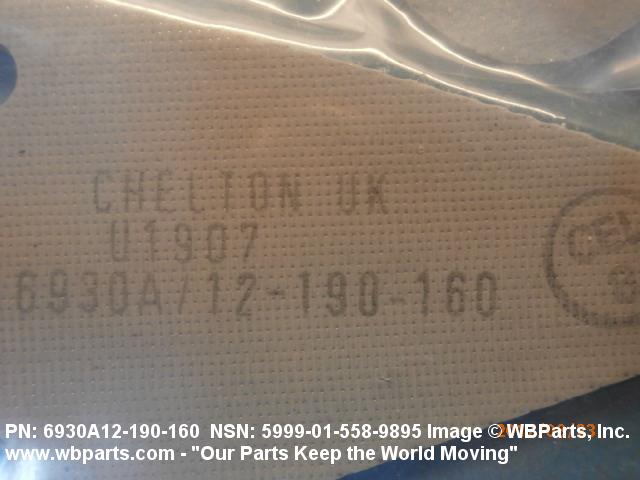 CHELTON UK
U1907
6930A/12-190-160
PN: 6930A12-190-160 NSN: 5999-01-558-9895 Image © WBParts, Inc.
www.wbparts.com - "Our Parts Keep the World Moving"